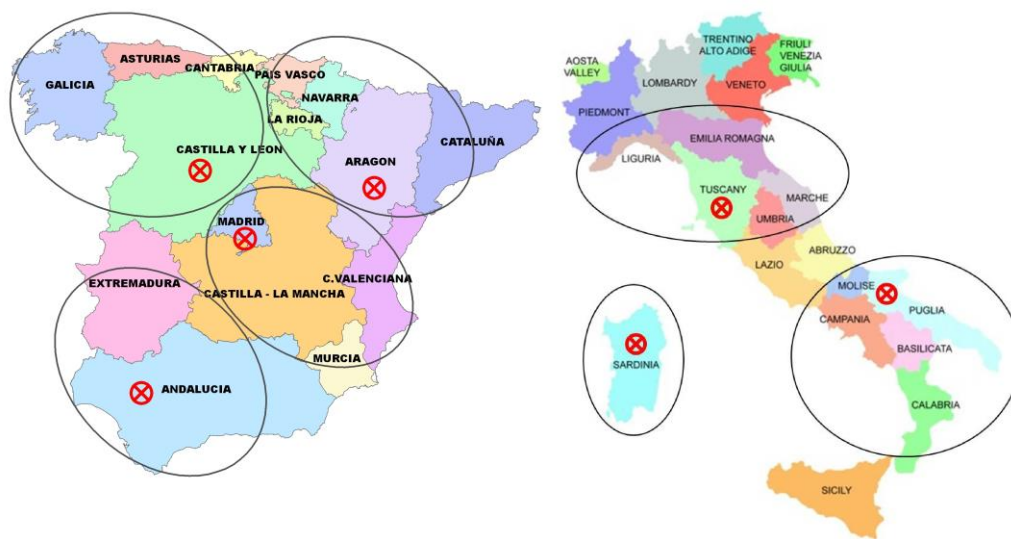 ASTURIAS
CANTABRIA
PAIS VASCO
GALICIA
NAVARRA
LA RIOJA
CASTILLA Y LEON
ARAGON
CATALUÑA
MADRID
EXTREMADURA
C.VALENCIANA
CASTILLA - LA MANCHA
MURCIA
ANDALUCIA
TRENTINO
ALTO ADIGE
FRIULI
VENEZIA
GIULIA
AOSTA
VALLEY
LOMBARDY
VENETO
PIEDMONT
EMILIA ROMAGNA
LIGURIA
TUSCANY
MARCHE
UMBRIA
ABRUZZO
LAZIO
MOLISE
PUGLIA
CAMPANIA
BASILICATA
SARDINIA
CALABRIA
SICILY